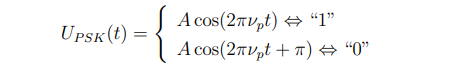 U_{PSK}(t) = { A cos(2πν_p t) ⇔ “1”
A cos(2πν_p t + π) ⇔ “0”